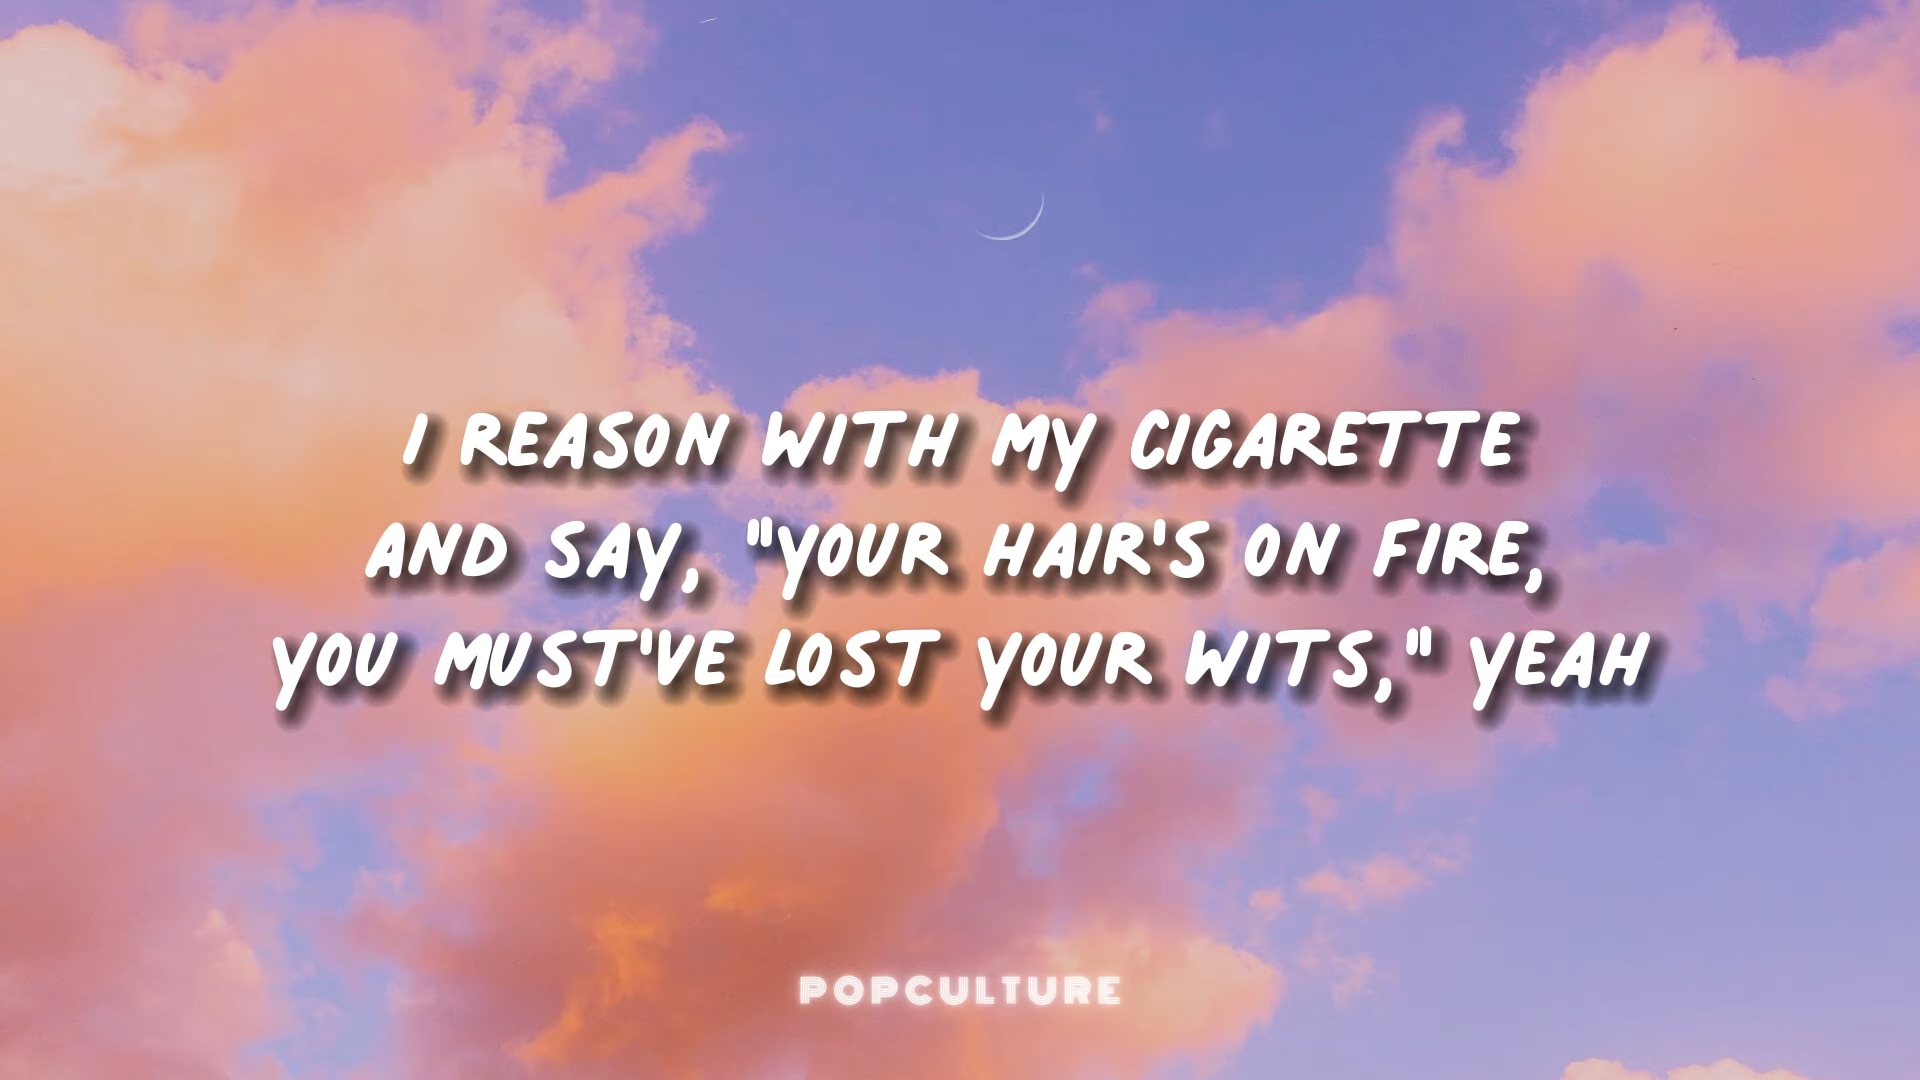 I REASON WITH MY CIGARETTE
AND SAY, "YOUR HAIR'S ON FIRE,
YOU MUST'VE LOST YOUR WITS," YEAH
POPCULTURE